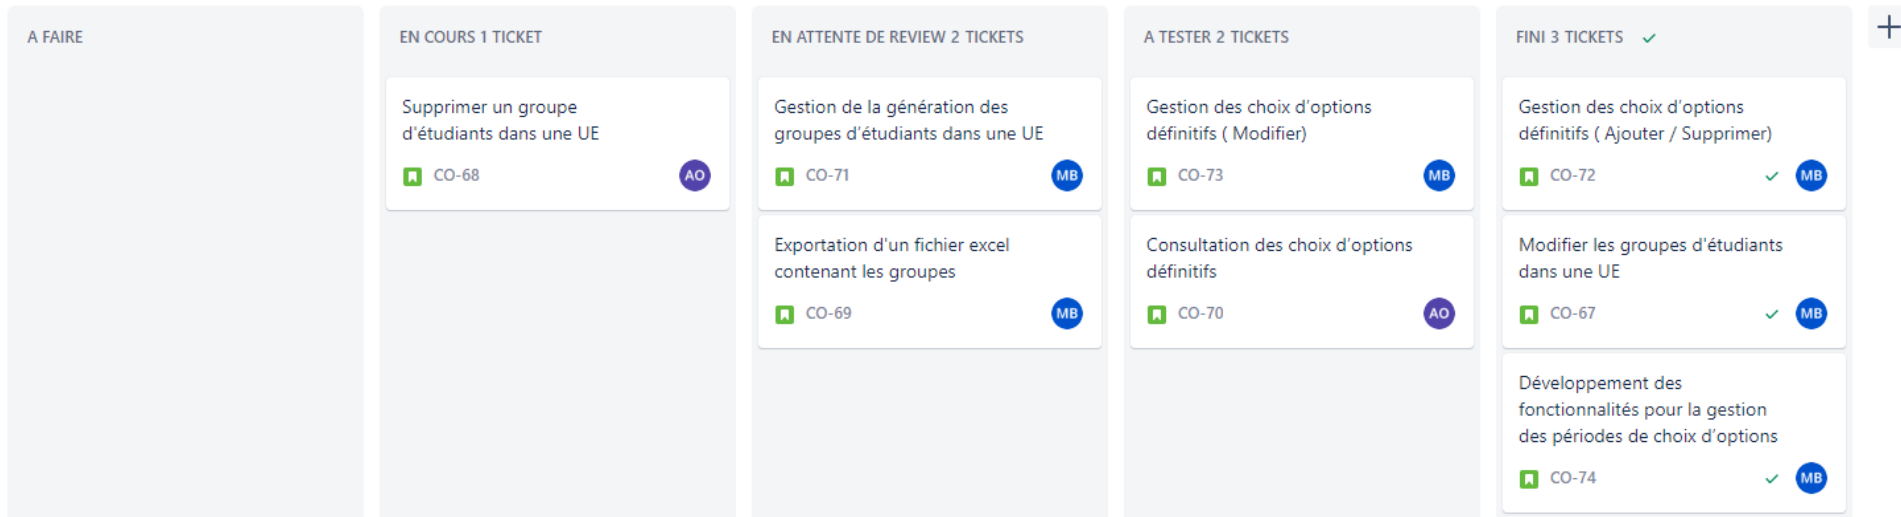 A FAIRE
EN COURS 1 TICKET
Supprimer un groupe
d'étudiants dans une UE
CO-68
AO
EN ATTENTE DE REVIEW 2 TICKETS
Gestion de la génération des
groupes d'étudiants dans une UE
CO-71
MB
Exportation d'un fichier excel
contenant les groupes
CO-69
MB
A TESTER 2 TICKETS
Gestion des choix d'options
définitifs ( Modifier)
CO-73
MB
Consultation des choix d'options
définitifs
CO-70
AO
FINI 3 TICKETS
Gestion des choix d'options
définitifs ( Ajouter / Supprimer)
CO-72
MB
Modifier les groupes d'étudiants
dans une UE
CO-67
MB
Développement des
fonctionnalités pour la gestion
des périodes de choix d'options
CO-74
MB